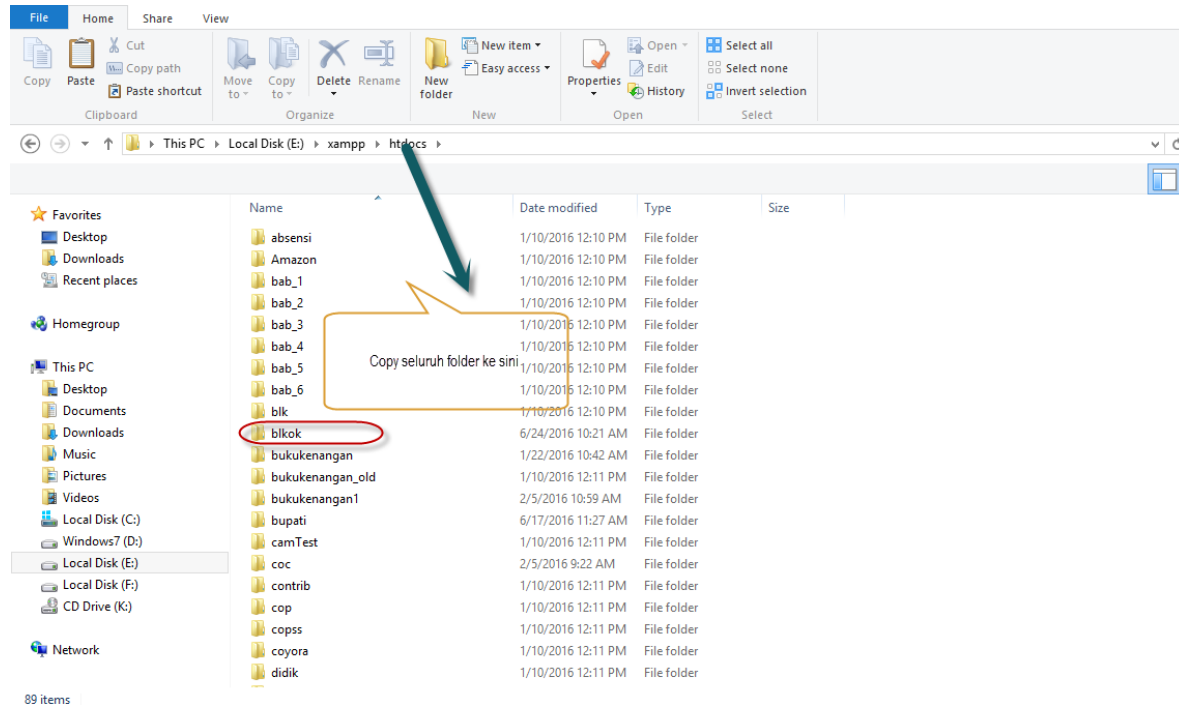 File Home Share View
Cut
Copy path
Paste shortcut
Copy Paste
Move to Copy to Delete Rename
New folder
New item
Easy access
Properties
Open
Edit
History
Select all
Select none
Invert selection
Clipboard Organize New Open Select
This PC Local Disk (E:) xampp htdocs
Favorites
Desktop
Downloads
Recent places
Homegroup
This PC
Desktop
Documents
Downloads
Music
Pictures
Videos
Local Disk (C:)
Windows7 (D:)
Local Disk (E:)
Local Disk (F:)
CD Drive (K:)
Network
Name Date modified Type Size
absensi 1/10/2016 12:10 PM File folder
Amazon 1/10/2016 12:10 PM File folder
bab_1 1/10/2016 12:10 PM File folder
bab_2 1/10/2016 12:10 PM File folder
bab_3 1/10/2016 12:10 PM File folder
bab_4 1/10/2016 12:10 PM File folder
bab_5 1/10/2016 12:10 PM File folder
bab_6 1/10/2016 12:10 PM File folder
blk 1/10/2016 12:10 PM File folder
blkok 6/24/2016 10:21 AM File folder
bukukenangan 1/22/2016 10:42 AM File folder
bukukenangan_old 1/10/2016 12:11 PM File folder
bukukenangan1 2/5/2016 10:59 AM File folder
bupati 6/17/2016 11:27 AM File folder
camTest 1/10/2016 12:11 PM File folder
coc 2/5/2016 9:22 AM File folder
contrib 1/10/2016 12:11 PM File folder
cop 1/10/2016 12:11 PM File folder
copss 1/10/2016 12:11 PM File folder
coyora 1/10/2016 12:11 PM File folder
didik 1/10/2016 12:11 PM File folder
Copy seluruh folder ke sini
89 items